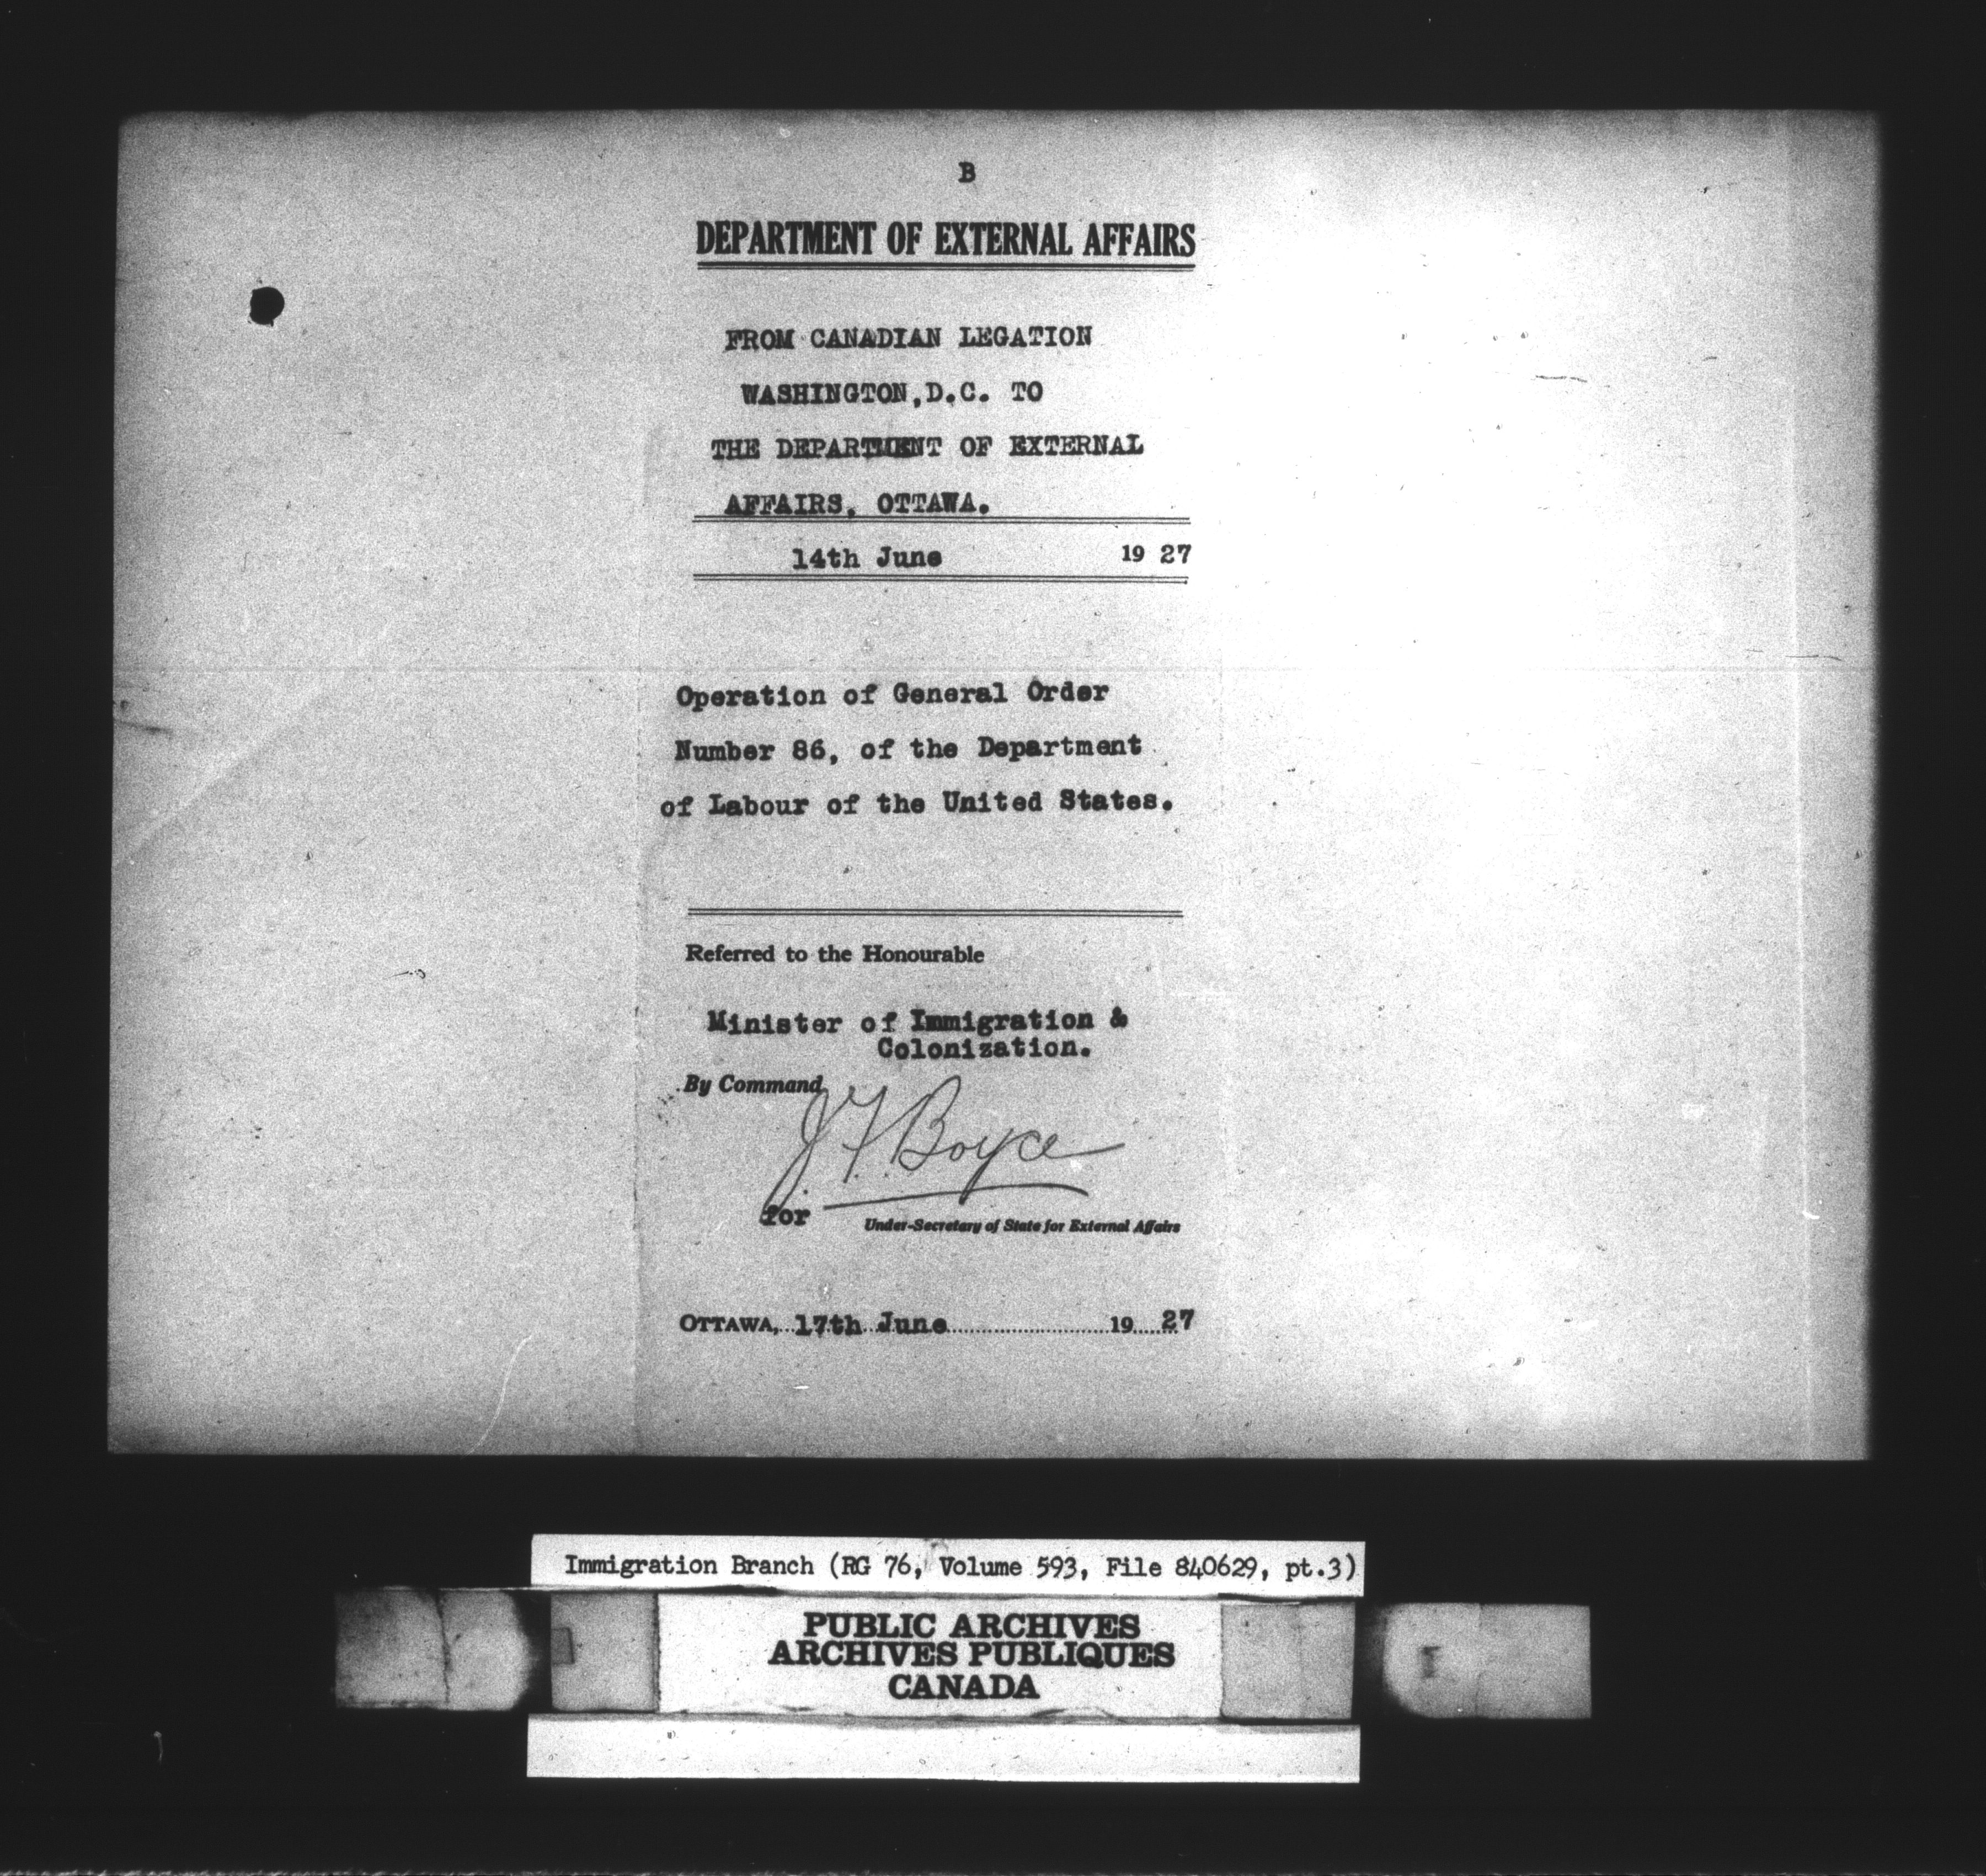 B
DEPARTMENT OF EXTERNAL AFFAIRS
FROM CANADIAN LEGATION
WASHINGTON, D.C. TO
THE DEPARTMENT OF EXTERNAL
AFFAIRS, OTTAWA.
14th June 19 27
Operation of General Order
Number 86, of the Department
of Labour of the United States.
Referred to the Honourable
Minister of Immigration &
Colonization.
By Command,
J. F. Boyce
for Under-Secretary of State for External Affairs
OTTAWA, 17th June 19 27
Immigration Branch (RG 76, Volume 593, File 840629, pt.3)
PUBLIC ARCHIVES
ARCHIVES PUBLIQUES
CANADA